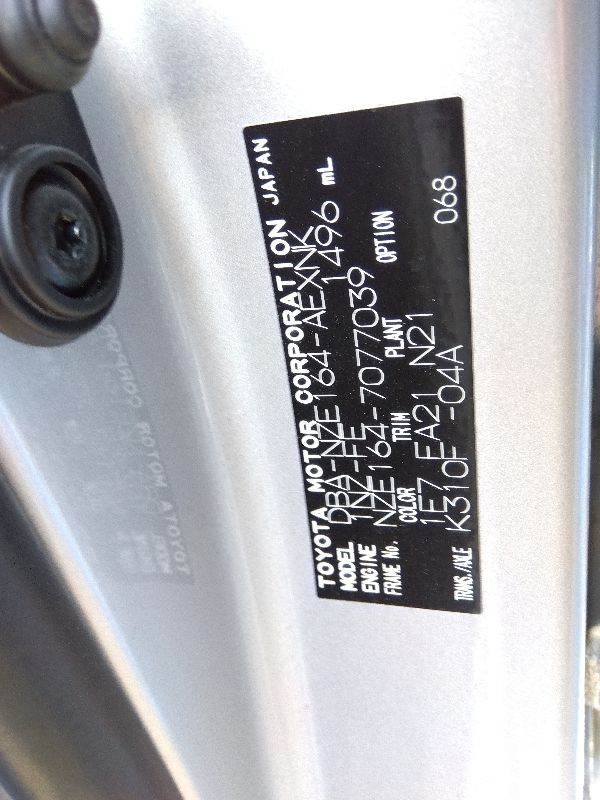 TOYOTA MOTOR CORPORATION JAPAN
MODEL DBA-NZE164-AEXNK
ENGINE 1NZ-FE 1496 mL
FRAME No. NZE164-7077039
COLOR TRIM PLANT OPTION
1E7 FA21 N21
TRANS./AXLE K310F -04A 068